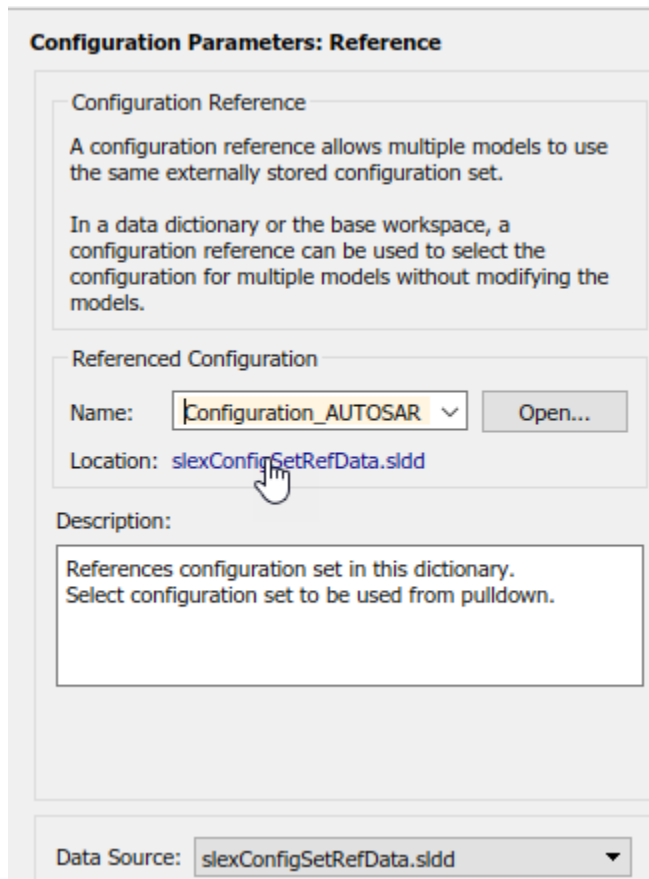 Configuration Parameters: Reference
Configuration Reference
A configuration reference allows multiple models to use
the same externally stored configuration set.
In a data dictionary or the base workspace, a
configuration reference can be used to select the
configuration for multiple models without modifying the
models.
Referenced Configuration
Name: Configuration_AUTOSAR Open...
Location: slexConfigSetRefData.sldd
Description:
References configuration set in this dictionary.
Select configuration set to be used from pulldown.
Data Source: slexConfigSetRefData.sldd